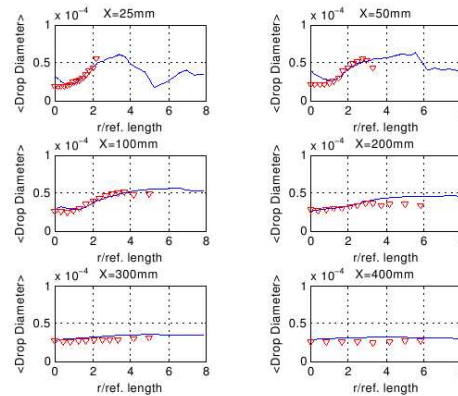 x 10⁻⁴ X=25mm
<Drop Diameter>
1
0.5
0
0 2 4 6 8
r/ref. length
x 10⁻⁴ X=50mm
<Drop Diameter>
1
0.5
0
0 2 4 6 8
r/ref. length
x 10⁻⁴ X=100mm
<Drop Diameter>
1
0.5
0
0 2 4 6 8
r/ref. length
x 10⁻⁴ X=200mm
<Drop Diameter>
1
0.5
0
0 2 4 6 8
r/ref. length
x 10⁻⁴ X=300mm
<Drop Diameter>
1
0.5
0
0 2 4 6 8
r/ref. length
x 10⁻⁴ X=400mm
<Drop Diameter>
1
0.5
0
0 2 4 6 8
r/ref. length